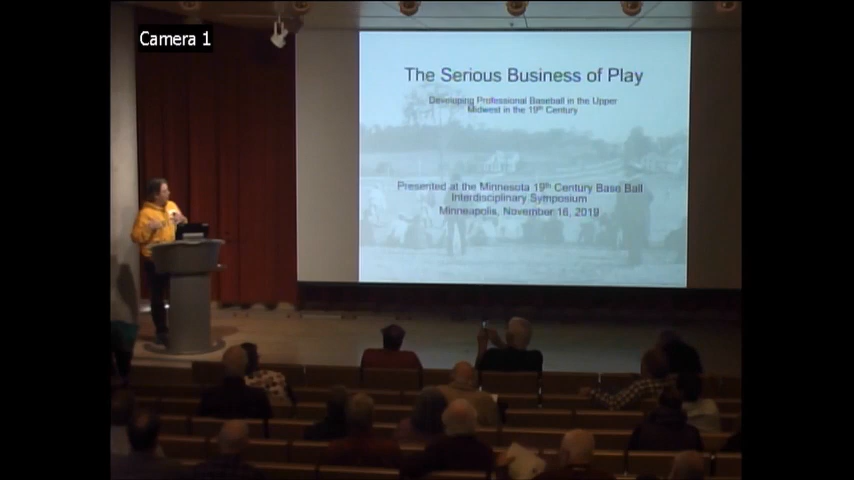 Camera 1
The Serious Business of Play
Developing Professional Baseball in the Upper
Midwest in the 19th Century
Presented at the Minnesota 19th Century Base Ball
Interdisciplinary Symposium
Minneapolis, November 16, 2019